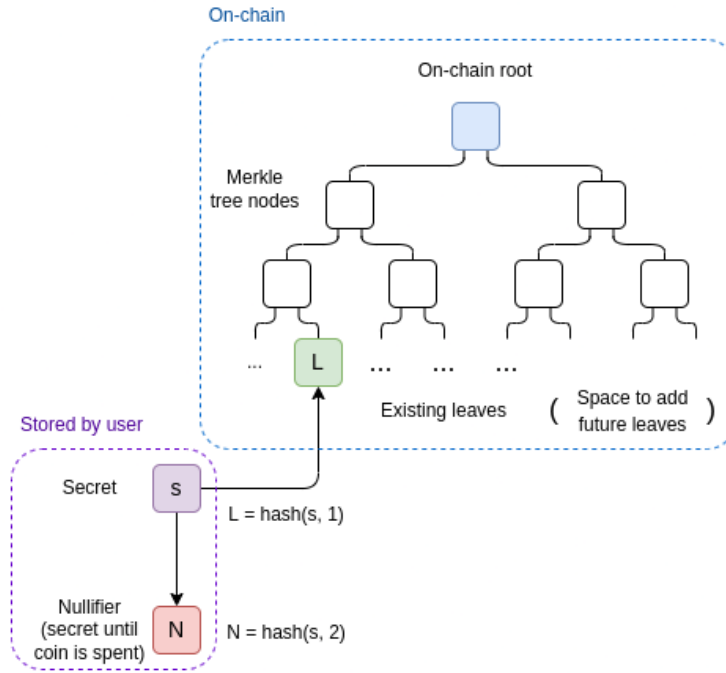 On-chain
On-chain root
Merkle
tree nodes
...
L
...
...
...
Existing leaves
( Space to add
future leaves )
Stored by user
Secret
s
L = hash(s, 1)
Nullifier
(secret until
coin is spent)
N
N = hash(s, 2)